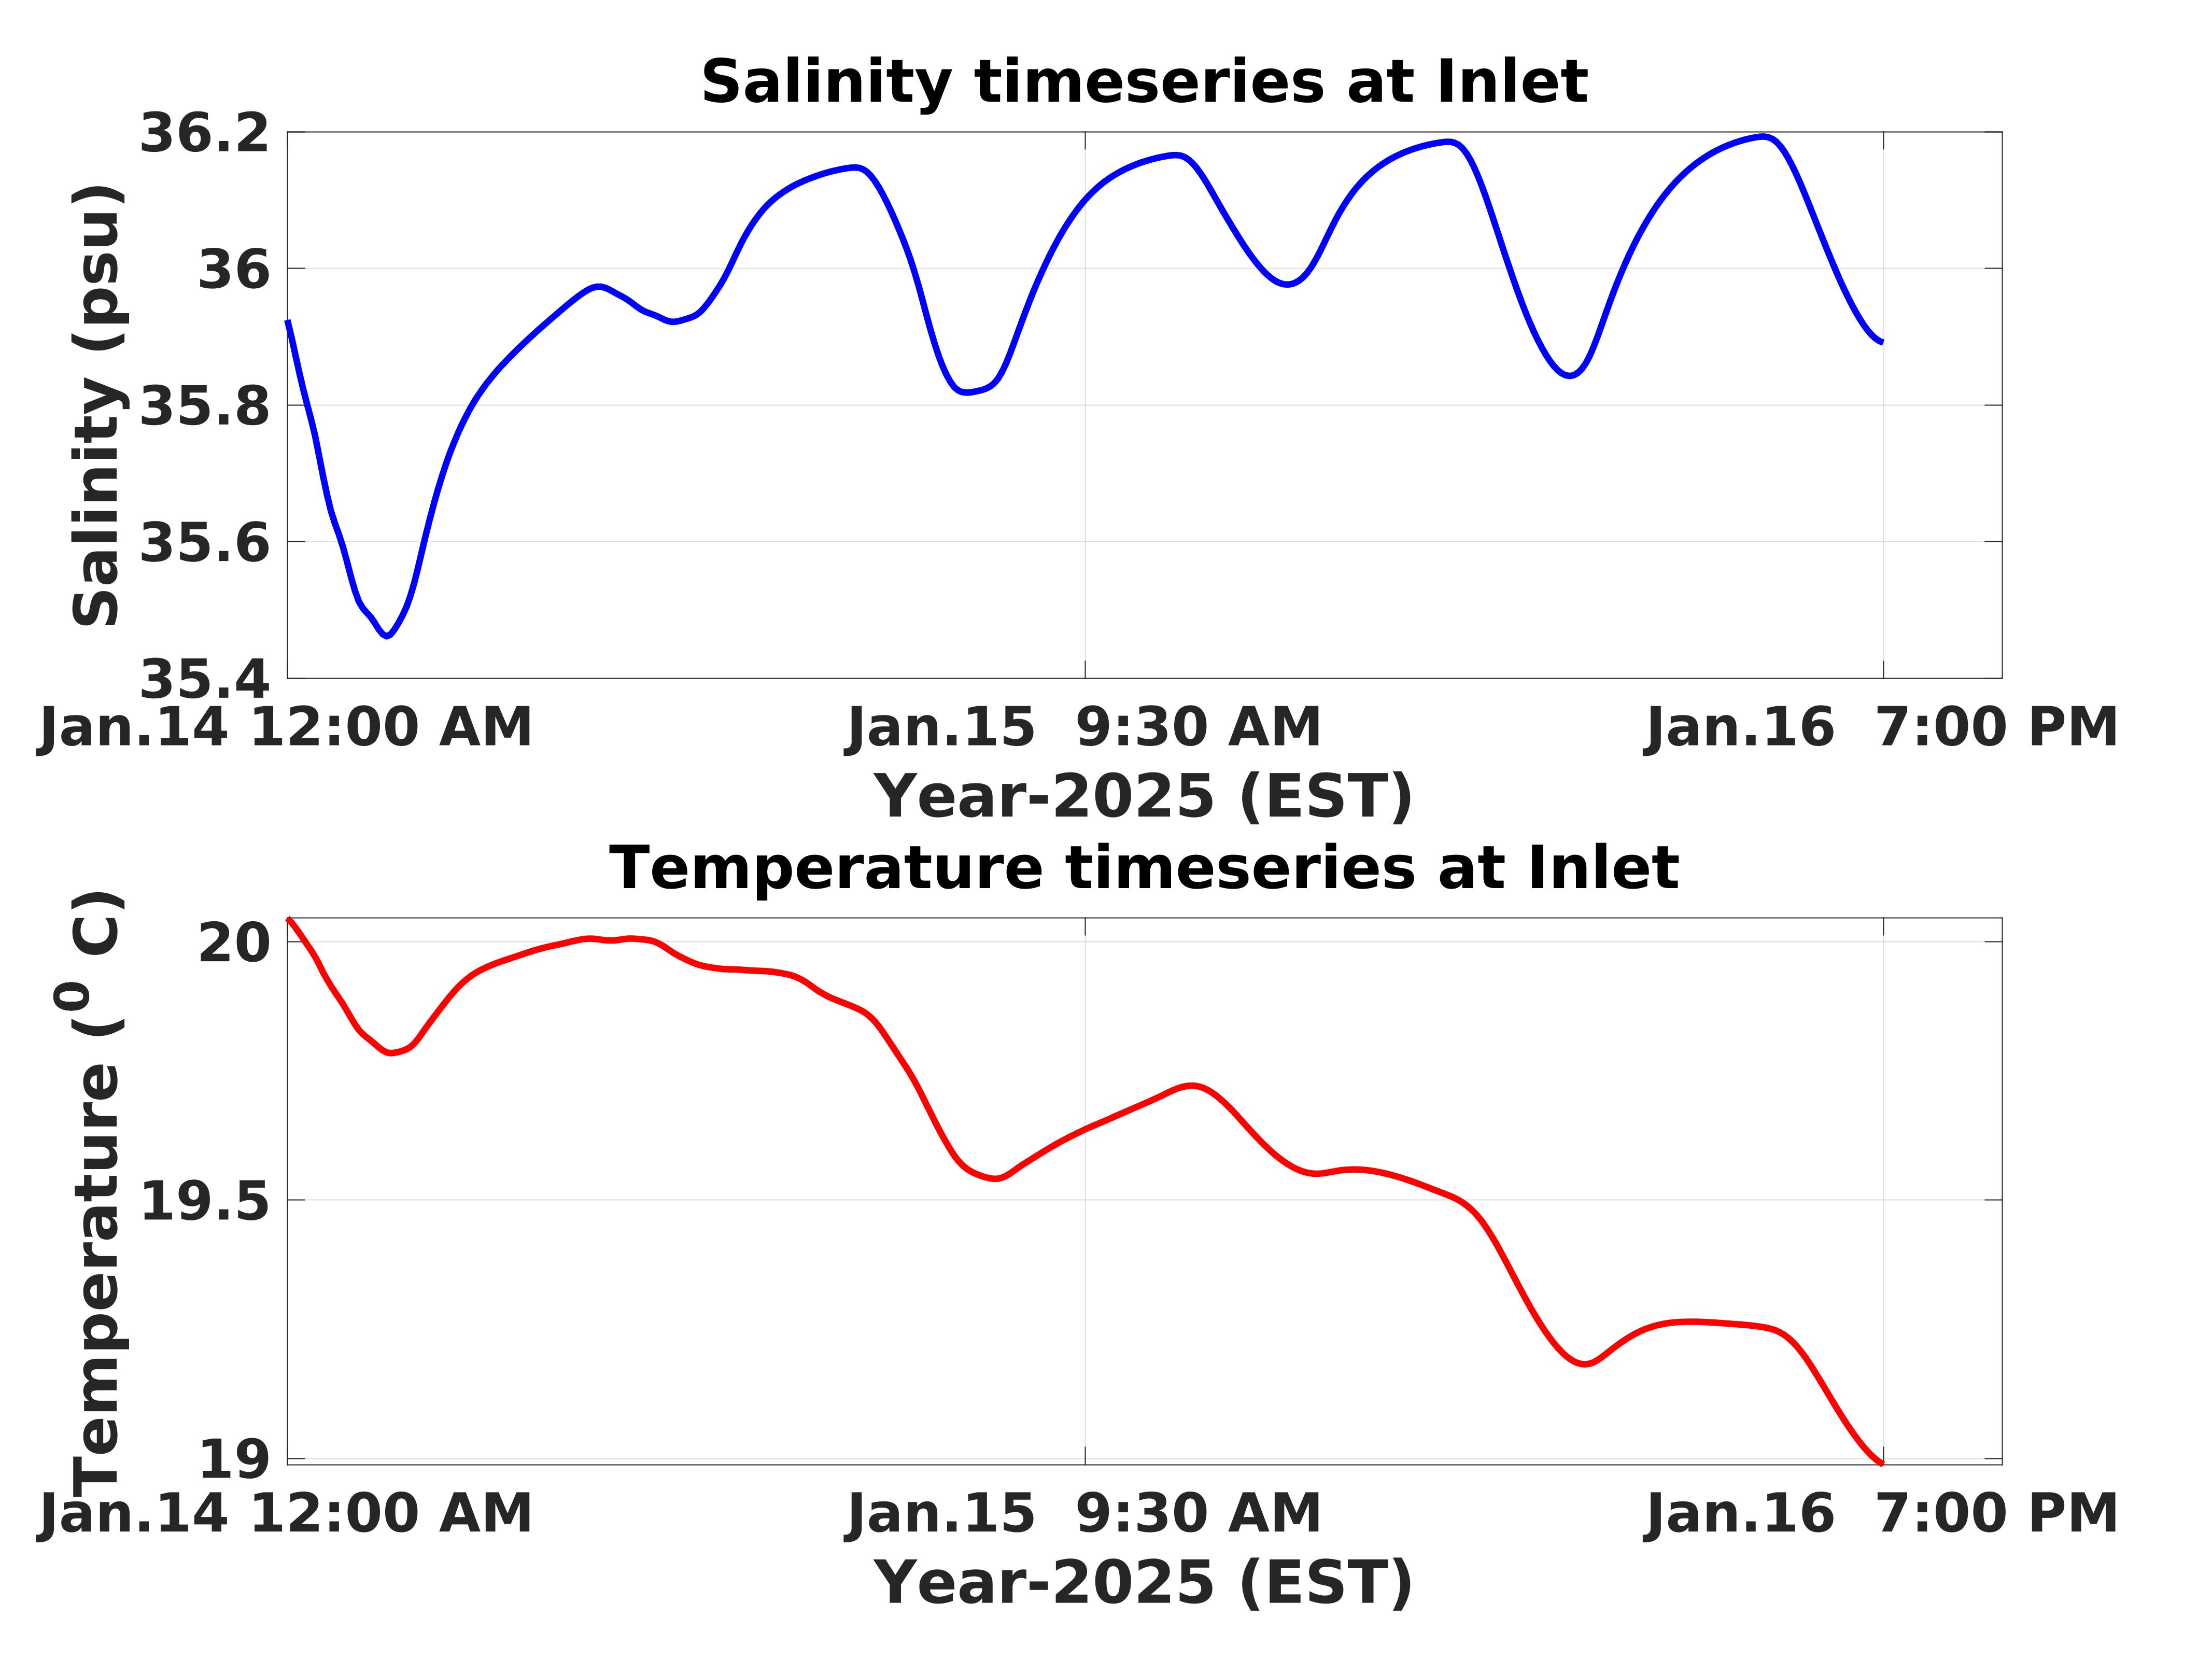 Salinity timeseries at Inlet
Salinity (psu)
36.2
36
35.8
35.6
35.4
Jan.14 12:00 AM
Jan.15  9:30 AM
Jan.16  7:00 PM
Year-2025 (EST)
Temperature timeseries at Inlet
Temperature (⁰ C)
20
19.5
19
Jan.14 12:00 AM
Jan.15  9:30 AM
Jan.16  7:00 PM
Year-2025 (EST)